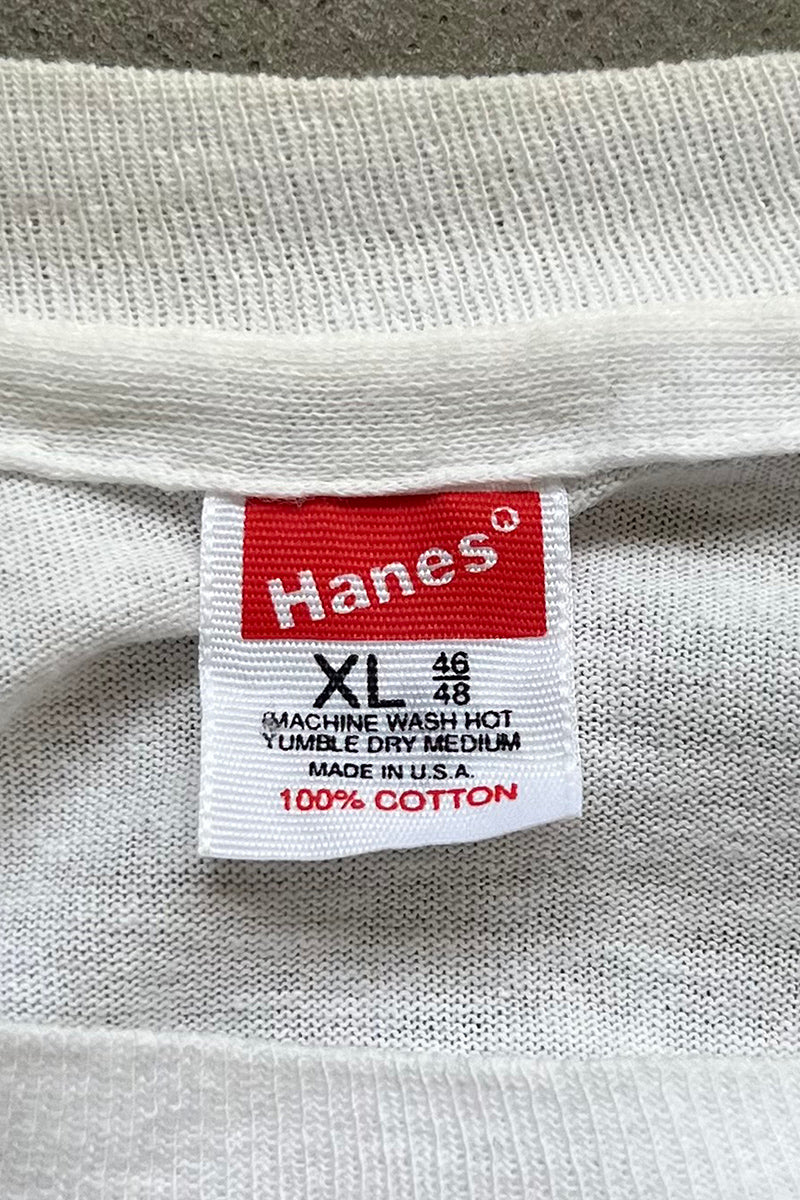 Hanes®
XL 46/48
MACHINE WASH HOT
TUMBLE DRY MEDIUM
MADE IN U.S.A.
100% COTTON